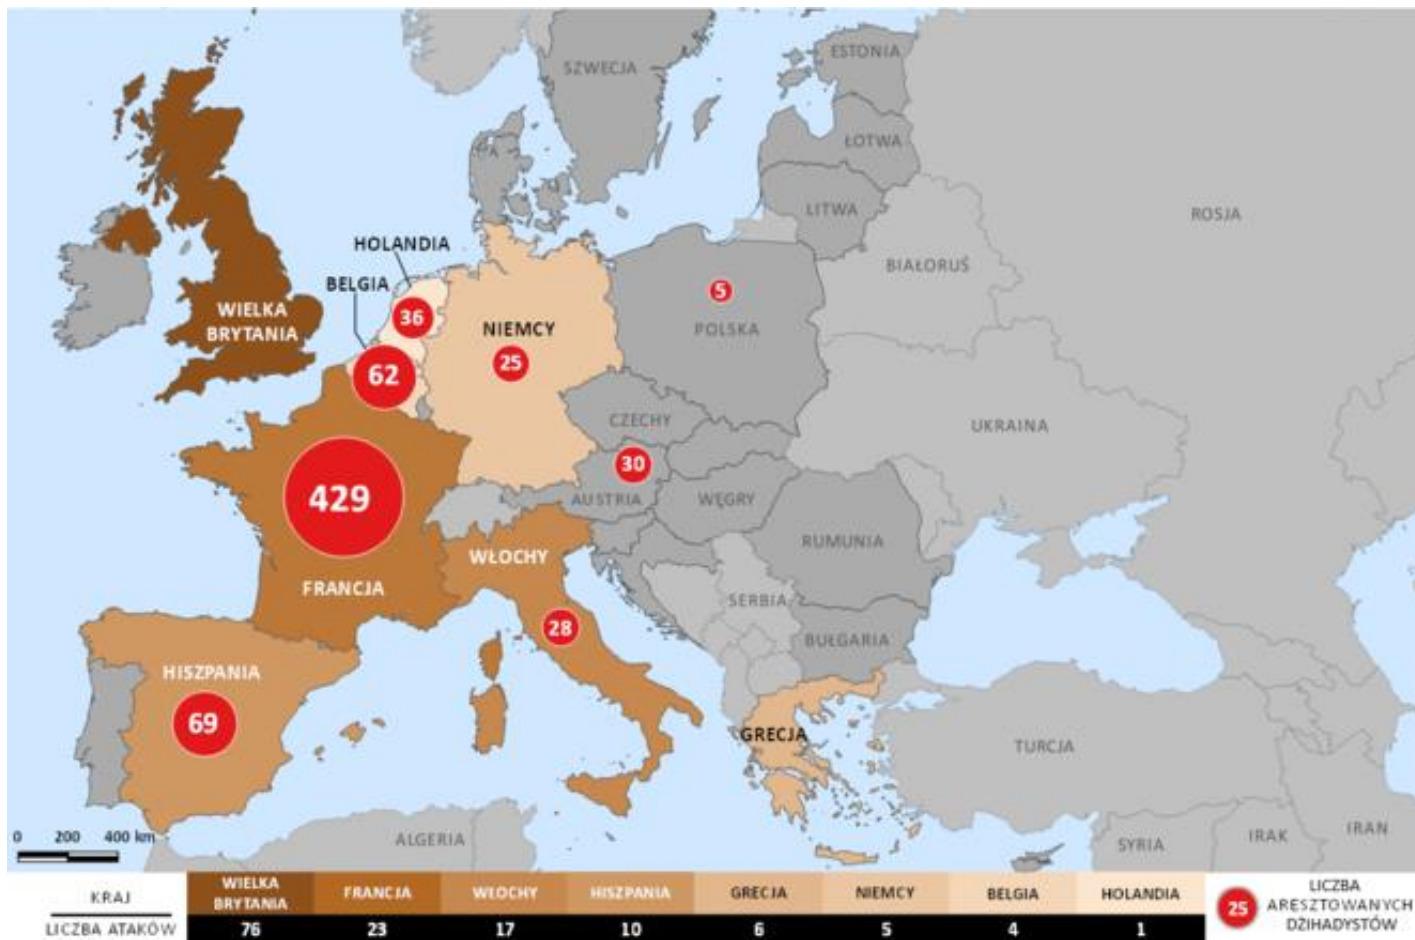 SZWECJA
ESTONIA
ŁOTWA
LITWA
ROSJA
BIAŁORUŚ
HOLANDIA
BELGIA
36
5
WIELKA
BRYTANIA
NIEMCY
POLSKA
25
62
CZECHY
UKRAINA
30
429
AUSTRIA
WĘGRY
RUMUNIA
WŁOCHY
FRANCJA
SERBIA
28
BUŁGARIA
HISZPANIA
69
GRECJA
TURCJA
0 200 400 km
ALGERIA
SYRIA
IRAK
IRAN
KRAJ WIELKA BRYTANIA FRANCJA WŁOCHY HISZPANIA GRECJA NIEMCY BELGIA HOLANDIA
LICZBA ATAKÓW 76 23 17 10 6 5 4 1
25
LICZBA
ARESZTOWANYCH
DŻIHADYSTÓW